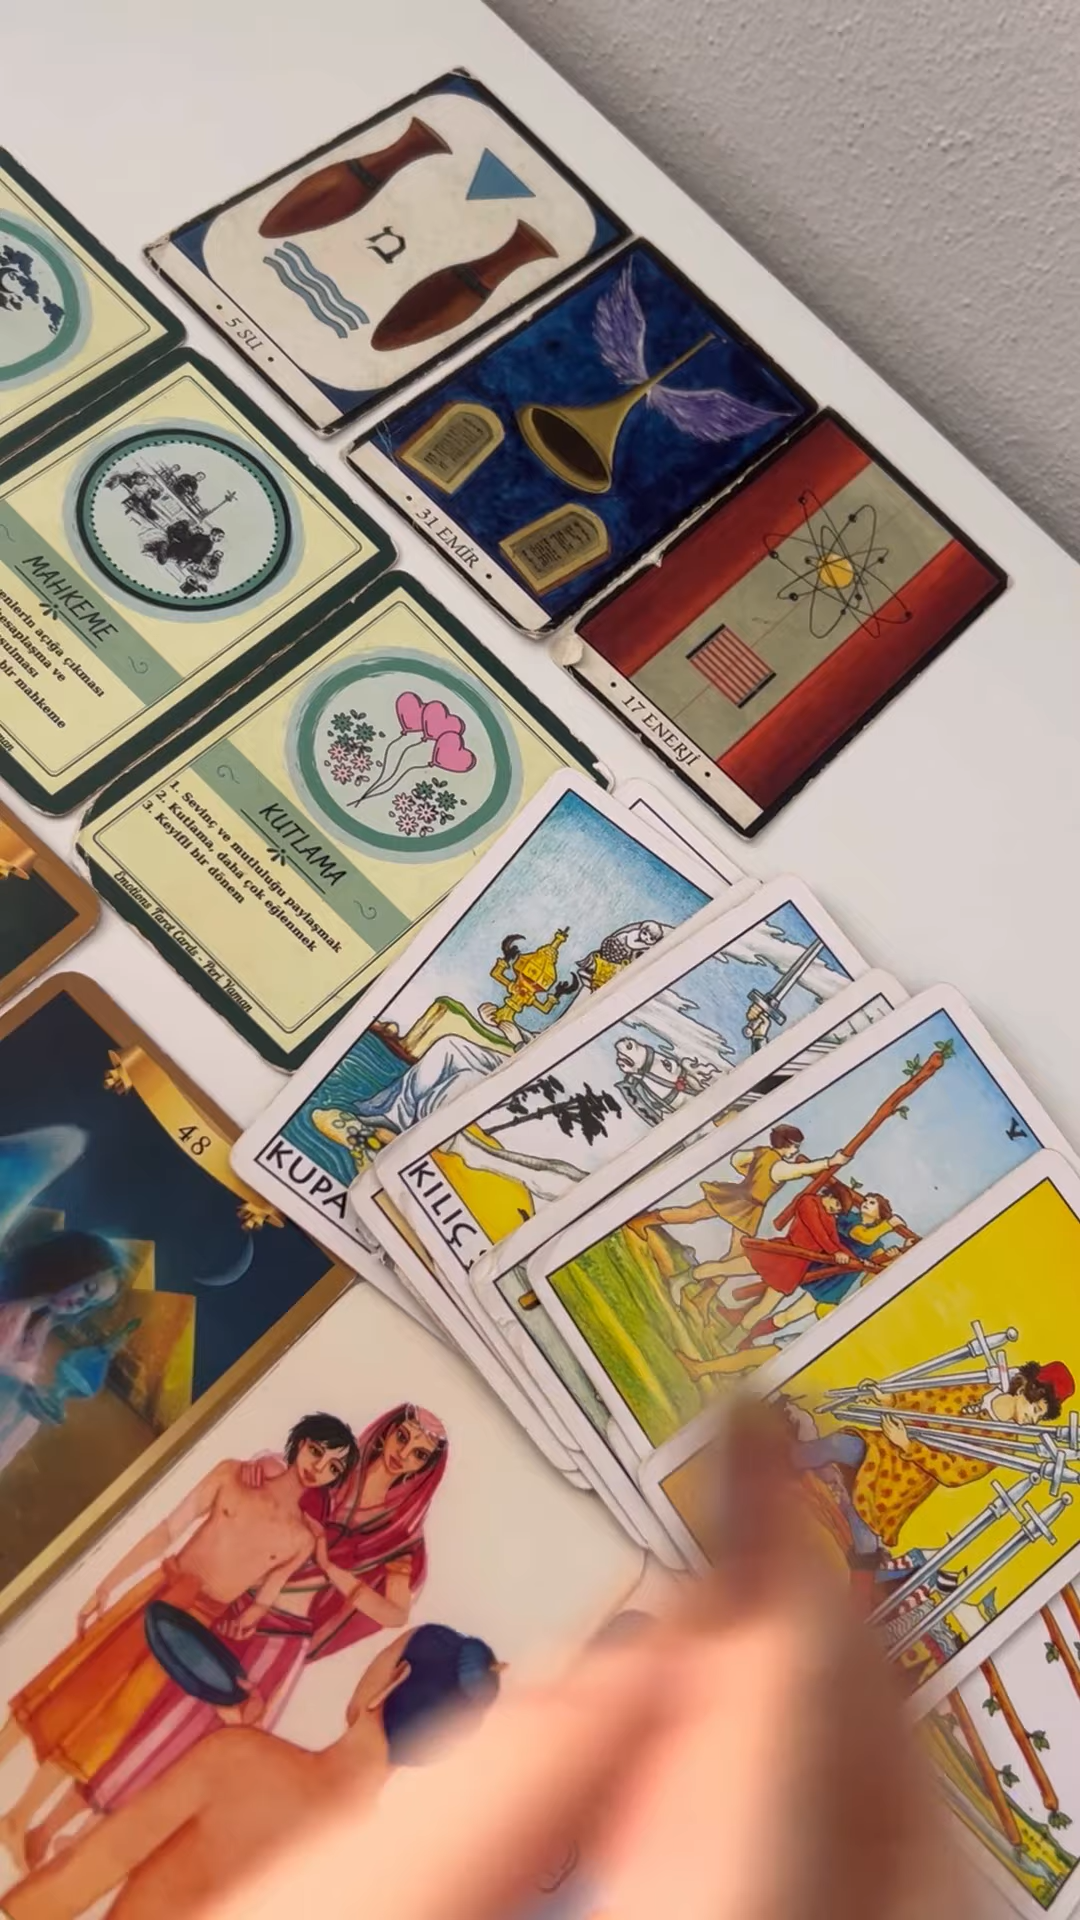 5 SU
31 EMİR
17 ENERJİ
MAHKEME
açığa çıkması
ve
bir mahkeme
KUTLAMA
1. Sevinç ve mutluluğu paylaşmak
2. Kutlama, daha çok eğlenmek
3. Keyifli bir dönem
Emotions Tarot Cards - Peri Yaman
48
KUPA
KILIÇ
V